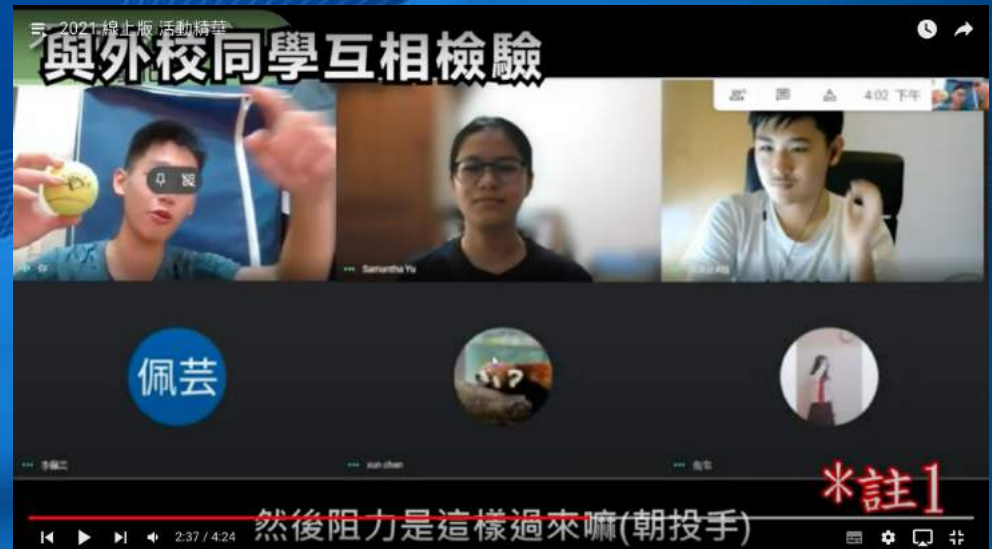 2021 線上版 活動精華
與外校同學互相檢驗
4:02 下午
Samantha Yu
佩芸
xun chen
*註1
然後阻力是這樣過來嘛(朝投手)
2:37 / 4:24